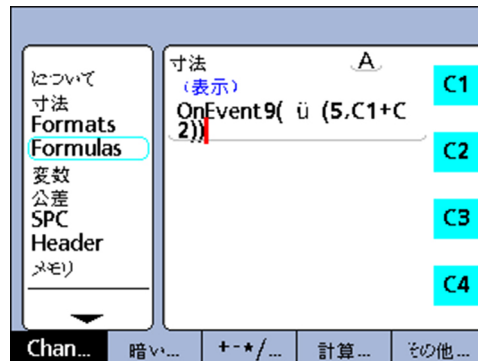 について
寸法
Formats
Formulas
変数
公差
SPC
Header
メモリ
寸法
A
(表示)
OnEvent9( ü (5,C1+C
2))
C1
C2
C3
C4
Chan...
暗い...
+-*/...
計算...
その他...